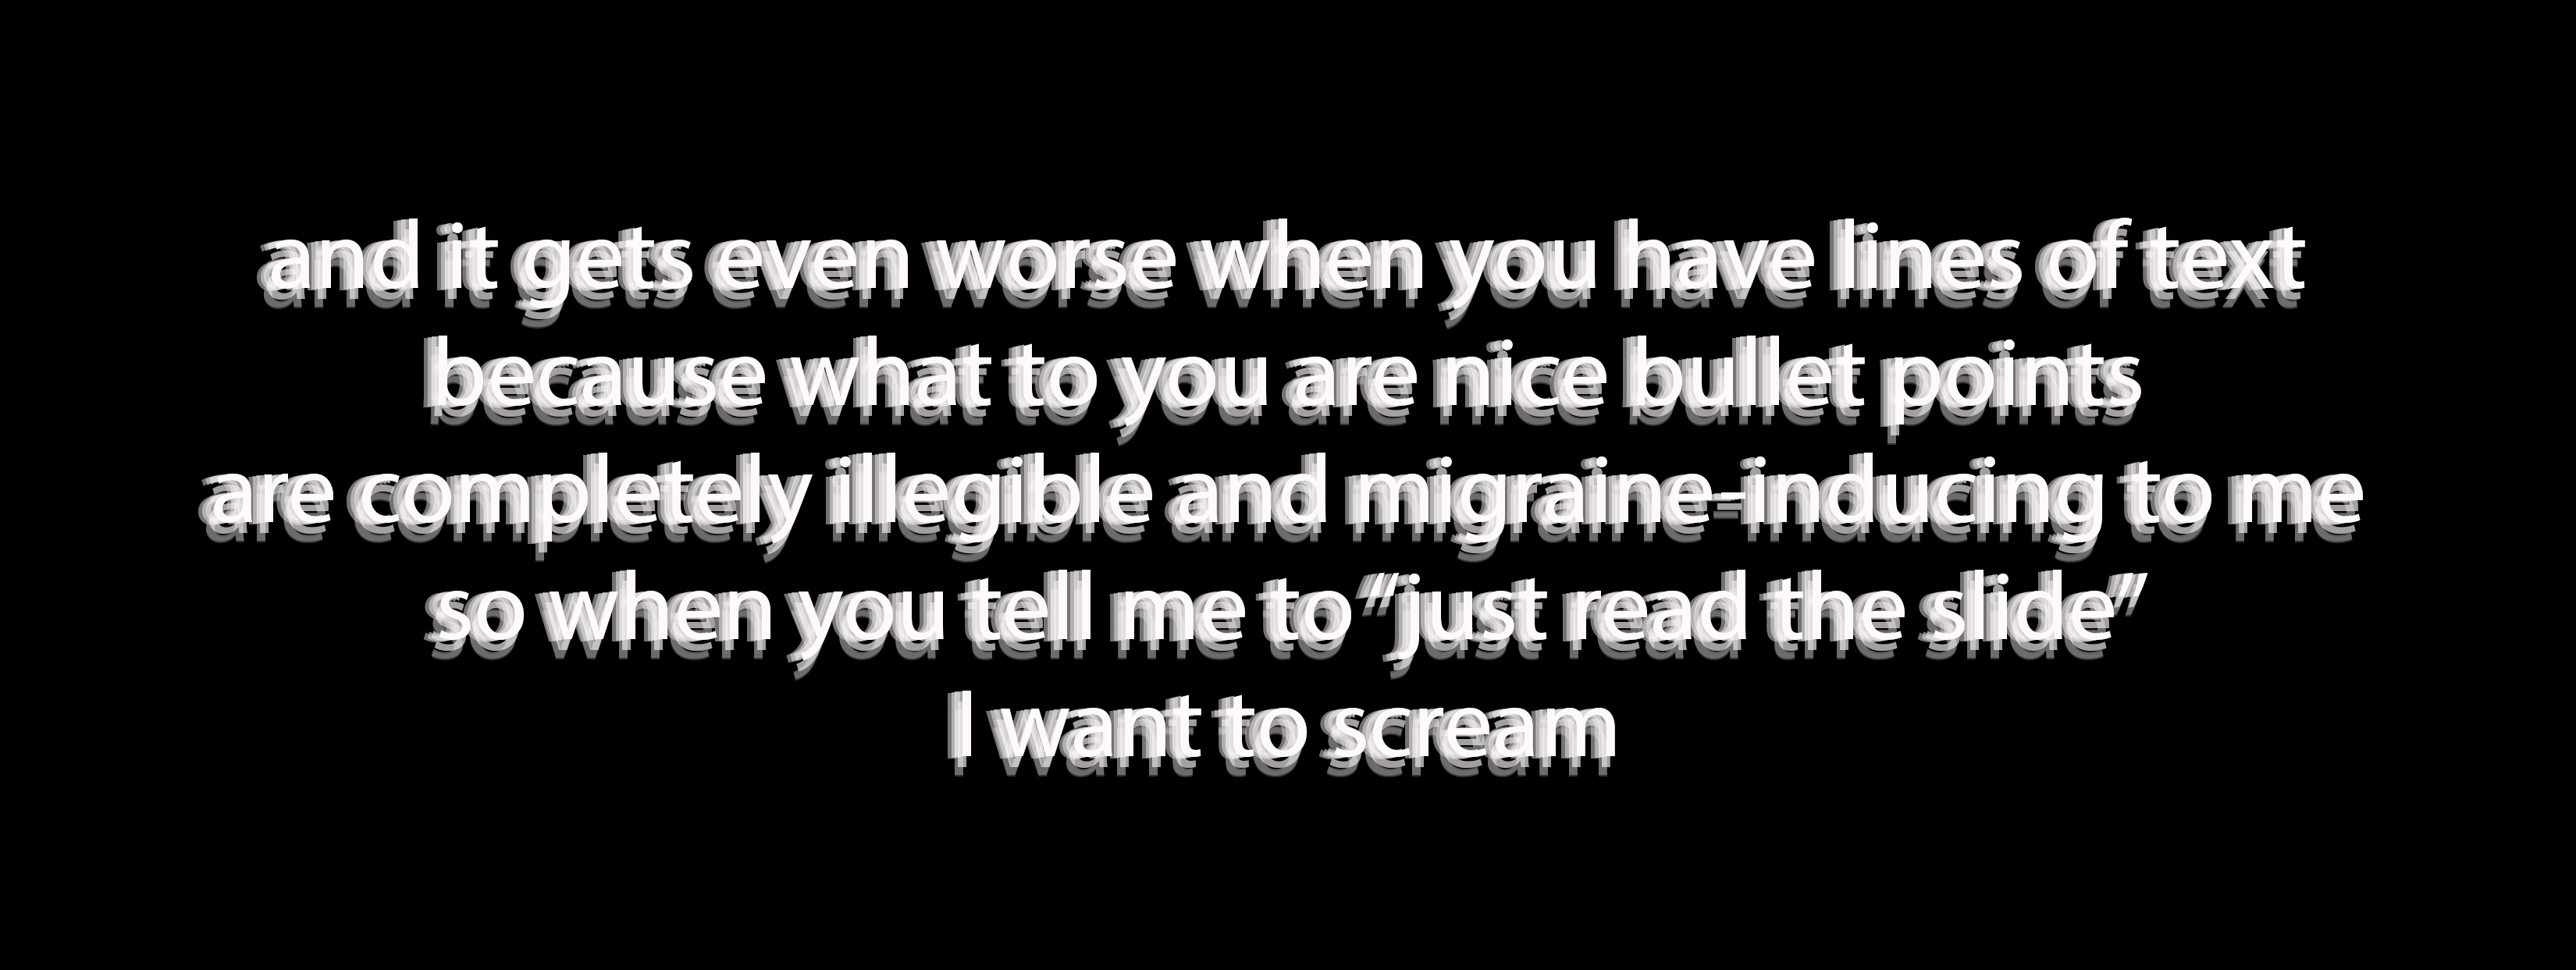 and it gets even worse when you have lines of text
because what to you are nice bullet points
are completely illegible and migraine-inducing to me
so when you tell me to “just read the slide”
I want to scream